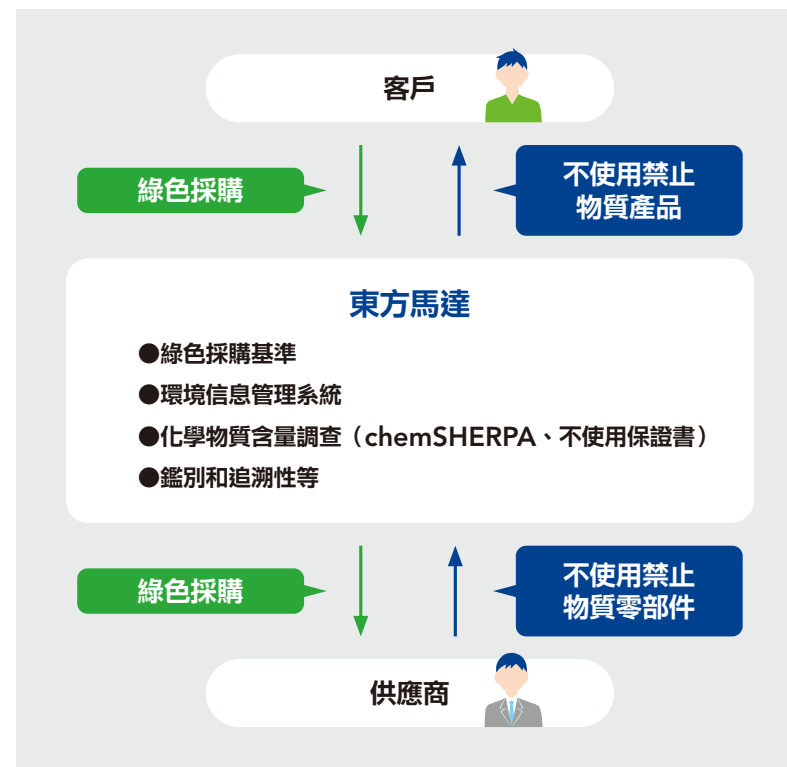 客戶
綠色採購
不使用禁止
物質產品
東方馬達
●綠色採購基準
●環境信息管理系統
●化學物質含量調查（chemSHERPA、不使用保證書）
●鑑別和追溯性等
綠色採購
不使用禁止
物質零部件
供應商